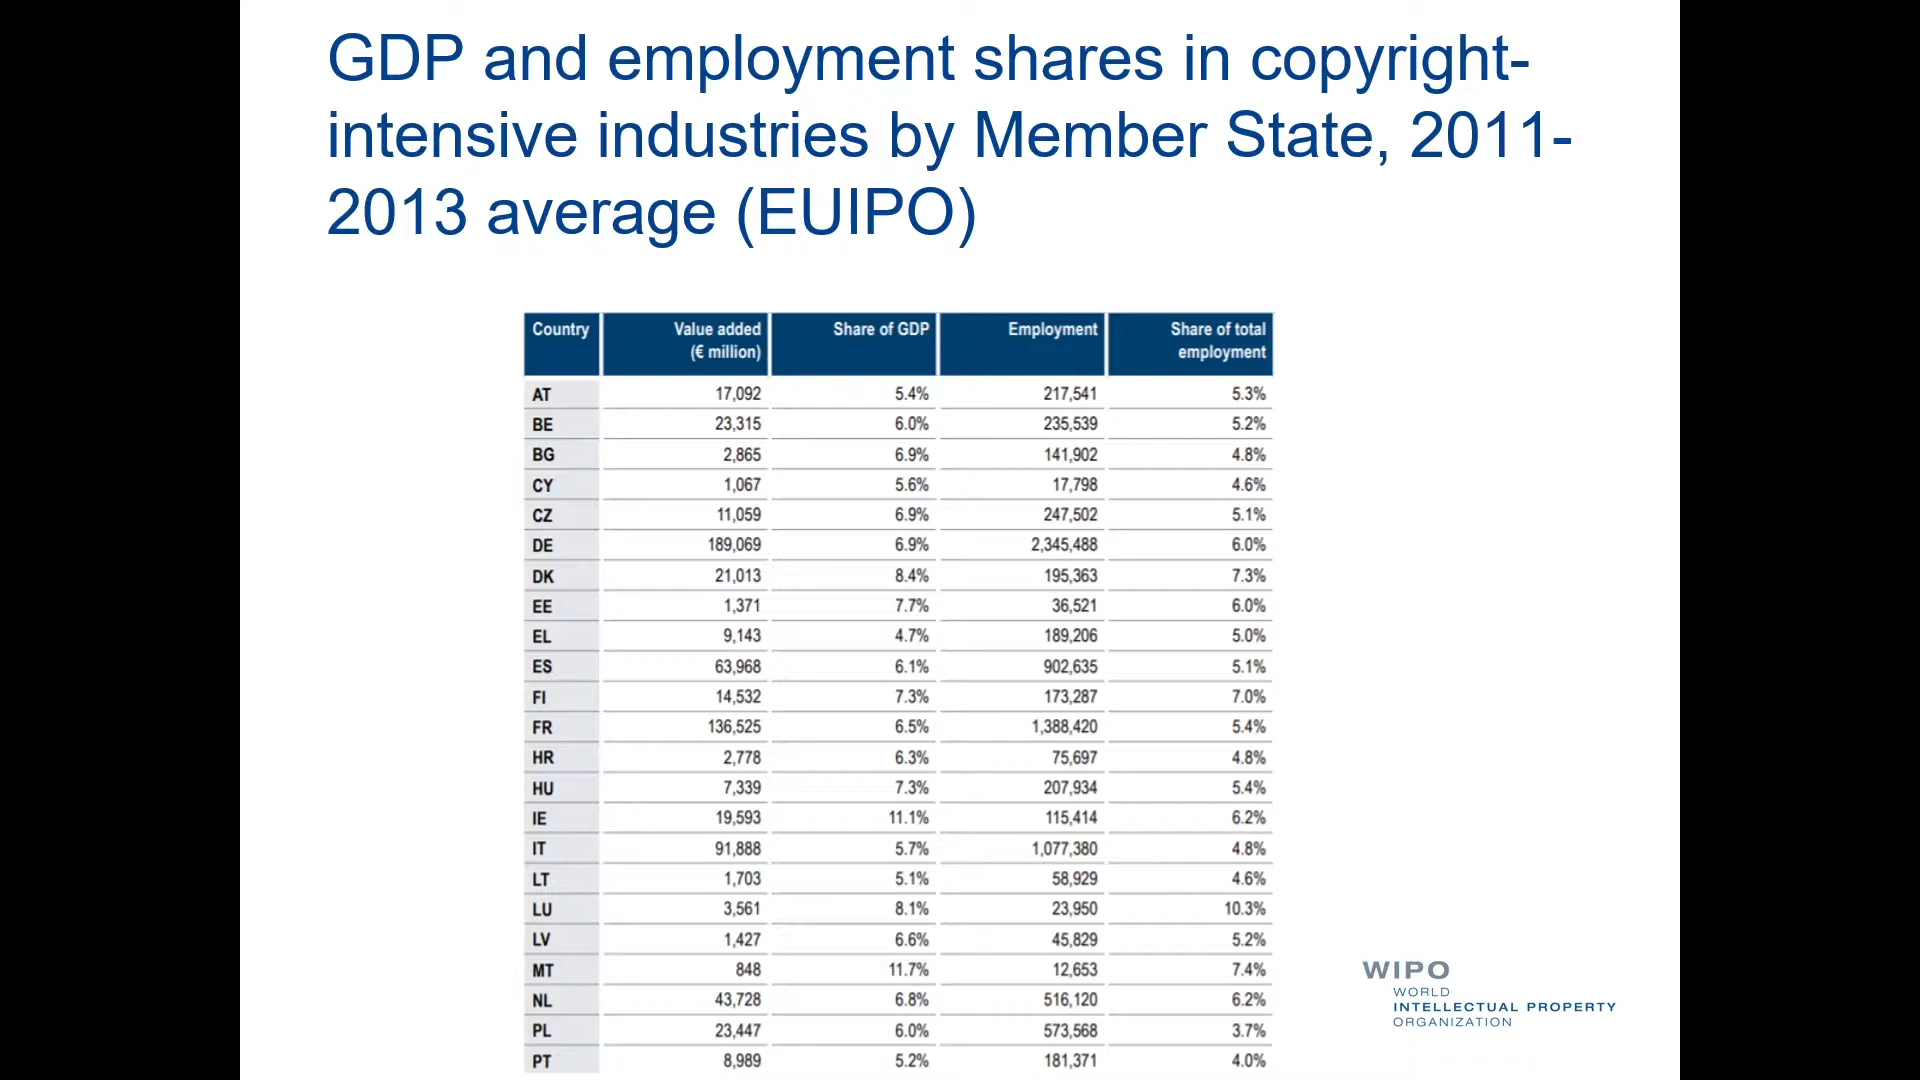 GDP and employment shares in copyright-
intensive industries by Member State, 2011-
2013 average (EUIPO)
Country Value added (€ million) Share of GDP Employment Share of total employment
AT 17,092 5.4% 217,541 5.3%
BE 23,315 6.0% 235,539 5.2%
BG 2,865 6.9% 141,902 4.8%
CY 1,067 5.6% 17,798 4.6%
CZ 11,059 6.9% 247,502 5.1%
DE 189,069 6.9% 2,345,488 6.0%
DK 21,013 8.4% 195,363 7.3%
EE 1,371 7.7% 36,521 6.0%
EL 9,143 4.7% 189,206 5.0%
ES 63,968 6.1% 902,635 5.1%
FI 14,532 7.3% 173,287 7.0%
FR 136,525 6.5% 1,388,420 5.4%
HR 2,778 6.3% 75,697 4.8%
HU 7,339 7.3% 207,934 5.4%
IE 19,593 11.1% 115,414 6.2%
IT 91,888 5.7% 1,077,380 4.8%
LT 1,703 5.1% 58,929 4.6%
LU 3,561 8.1% 23,950 10.3%
LV 1,427 6.6% 45,829 5.2%
MT 848 11.7% 12,653 7.4%
NL 43,728 6.8% 516,120 6.2%
PL 23,447 6.0% 573,568 3.7%
PT 8,989 5.2% 181,371 4.0%
WIPO
WORLD
INTELLECTUAL PROPERTY
ORGANIZATION